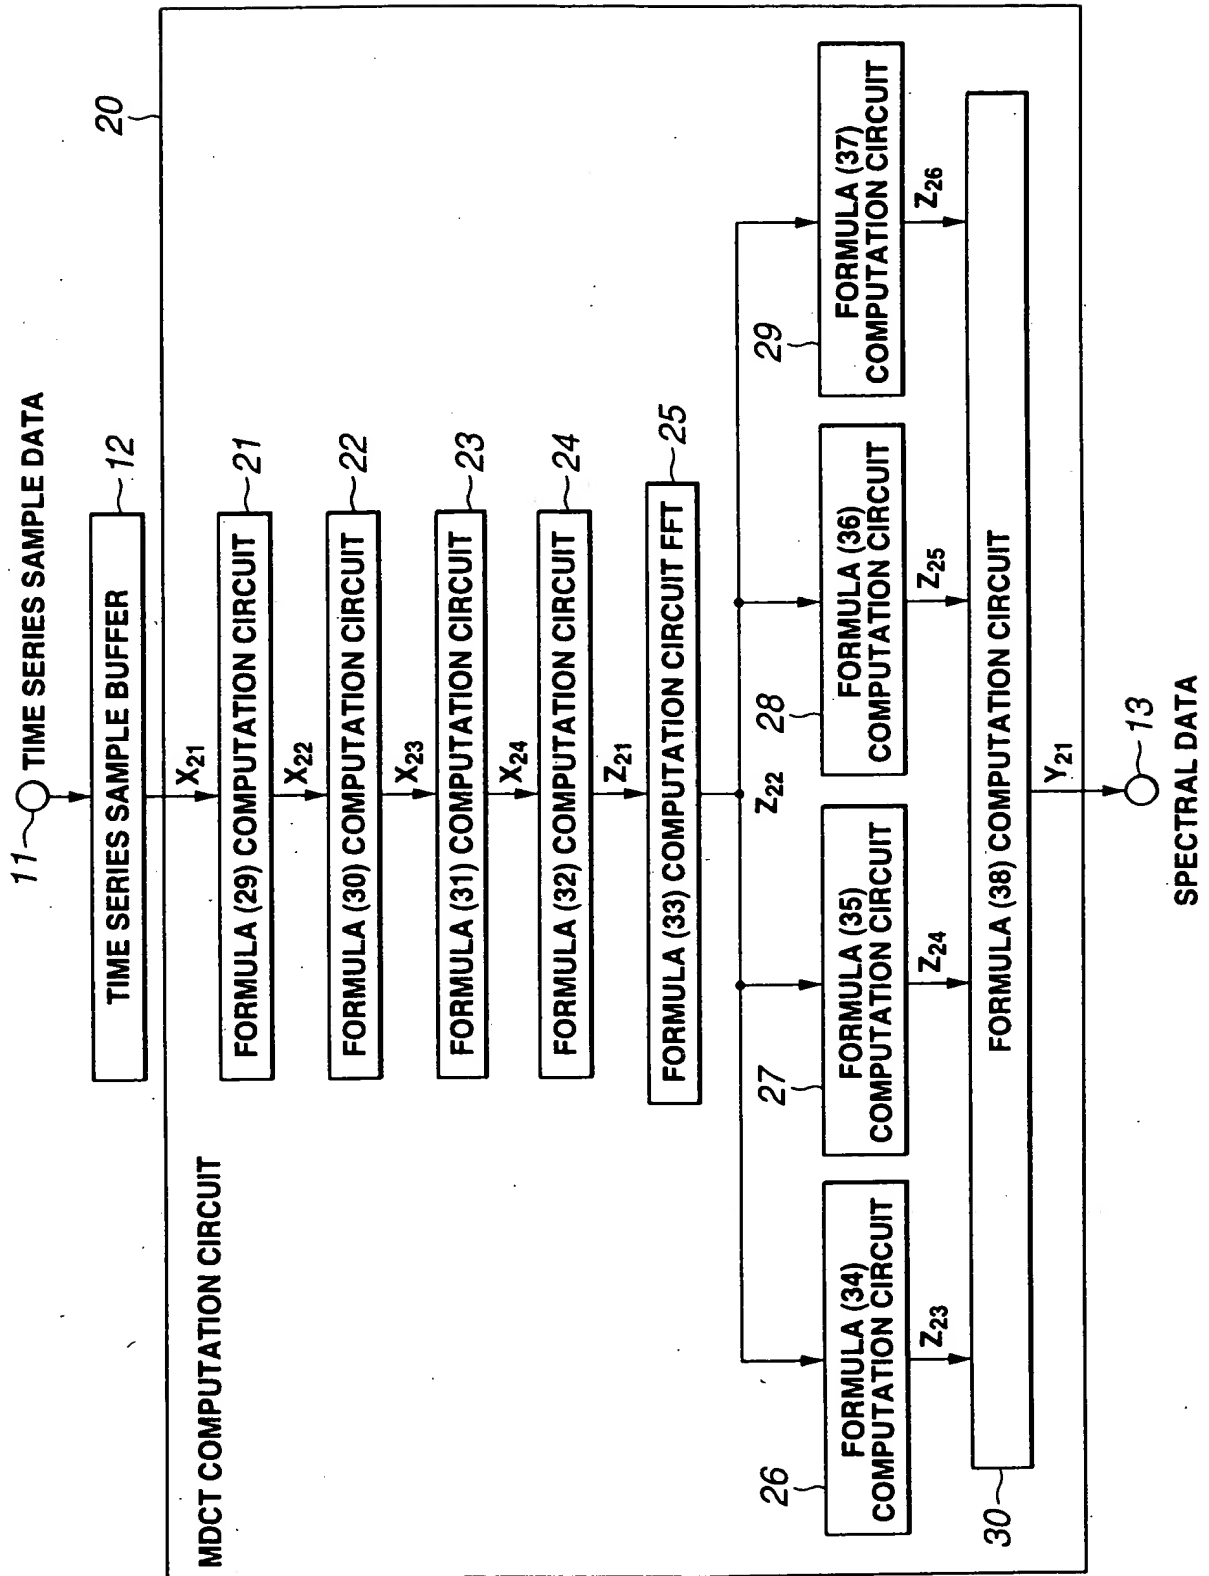 11
TIME SERIES SAMPLE DATA
TIME SERIES SAMPLE BUFFER
12
20
MDCT COMPUTATION CIRCUIT
X21
FORMULA (29) COMPUTATION CIRCUIT
21
X22
FORMULA (30) COMPUTATION CIRCUIT
22
X23
FORMULA (31) COMPUTATION CIRCUIT
23
X24
FORMULA (32) COMPUTATION CIRCUIT
24
Z21
FORMULA (33) COMPUTATION CIRCUIT FFT
25
Z22
26
FORMULA (34)
COMPUTATION CIRCUIT
27
FORMULA (35)
COMPUTATION CIRCUIT
28
FORMULA (36)
COMPUTATION CIRCUIT
29
FORMULA (37)
COMPUTATION CIRCUIT
Z23
Z24
Z25
Z26
30
FORMULA (38) COMPUTATION CIRCUIT
Y21
13
SPECTRAL DATA